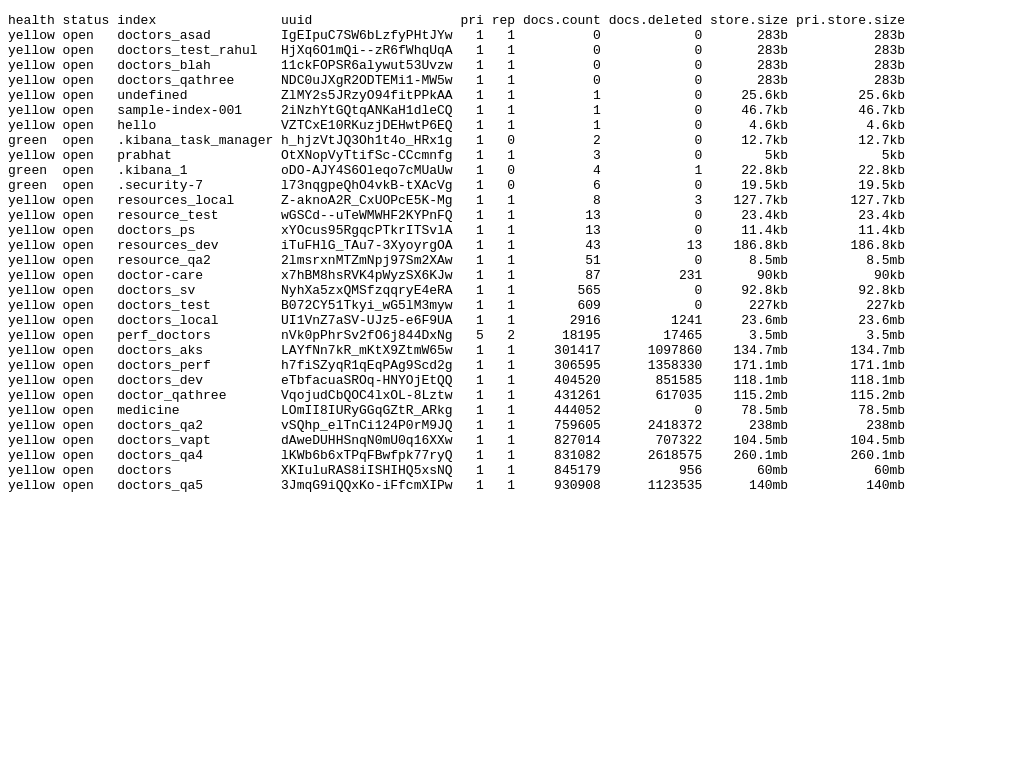 health status index                uuid                   pri rep docs.count docs.deleted store.size pri.store.size
yellow open   doctors_asad         IgEIpuC7SW6bLzfyPHtJYw   1   1          0            0       283b           283b
yellow open   doctors_test_rahul   HjXq6O1mQi--zR6fWhqUqA   1   1          0            0       283b           283b
yellow open   doctors_blah         11ckFOPSR6alywut53Uvzw   1   1          0            0       283b           283b
yellow open   doctors_qathree      NDC0uJXgR2ODTEMi1-MW5w   1   1          0            0       283b           283b
yellow open   undefined            ZlMY2s5JRzyO94fitPPkAA   1   1          1            0     25.6kb         25.6kb
yellow open   sample-index-001     2iNzhYtGQtqANKaH1dleCQ   1   1          1            0     46.7kb         46.7kb
yellow open   hello                VZTCxE10RKuzjDEHwtP6EQ   1   1          1            0      4.6kb          4.6kb
green  open   .kibana_task_manager h_hjzVtJQ3Oh1t4o_HRx1g   1   0          2            0     12.7kb         12.7kb
yellow open   prabhat              OtXNopVyTtifSc-CCcmnfg   1   1          3            0        5kb            5kb
green  open   .kibana_1            oDO-AJY4S6Oleqo7cMUaUw   1   0          4            1     22.8kb         22.8kb
green  open   .security-7          l73nqgpeQhO4vkB-tXAcVg   1   0          6            0     19.5kb         19.5kb
yellow open   resources_local      Z-aknoA2R_CxUOPcE5K-Mg   1   1          8            3    127.7kb        127.7kb
yellow open   resource_test        wGSCd--uTeWMWHF2KYPnFQ   1   1         13            0     23.4kb         23.4kb
yellow open   doctors_ps           xYOcus95RgqcPTkrITSvlA   1   1         13            0     11.4kb         11.4kb
yellow open   resources_dev        iTuFHlG_TAu7-3XyoyrgOA   1   1         43           13    186.8kb        186.8kb
yellow open   resource_qa2         2lmsrxnMTZmNpj97Sm2XAw   1   1         51            0      8.5mb          8.5mb
yellow open   doctor-care          x7hBM8hsRVK4pWyzSX6KJw   1   1         87          231       90kb           90kb
yellow open   doctors_sv           NyhXa5zxQMSfzqqryE4eRA   1   1        565            0     92.8kb         92.8kb
yellow open   doctors_test         B072CY51Tkyi_wG5lM3myw   1   1        609            0      227kb          227kb
yellow open   doctors_local        UI1VnZ7aSV-UJz5-e6F9UA   1   1       2916         1241     23.6mb         23.6mb
yellow open   perf_doctors         nVk0pPhrSv2fO6j844DxNg   5   2      18195        17465      3.5mb          3.5mb
yellow open   doctors_aks          LAYfNn7kR_mKtX9ZtmW65w   1   1     301417      1097860    134.7mb        134.7mb
yellow open   doctors_perf         h7fiSZyqR1qEqPAg9Scd2g   1   1     306595      1358330    171.1mb        171.1mb
yellow open   doctors_dev          eTbfacuaSROq-HNYOjEtQQ   1   1     404520       851585    118.1mb        118.1mb
yellow open   doctor_qathree       VqojudCbQOC4lxOL-8Lztw   1   1     431261       617035    115.2mb        115.2mb
yellow open   medicine             LOmII8IURyGGqGZtR_ARkg   1   1     444052            0     78.5mb         78.5mb
yellow open   doctors_qa2          vSQhp_elTnCi124P0rM9JQ   1   1     759605      2418372      238mb          238mb
yellow open   doctors_vapt         dAweDUHHSnqN0mU0q16XXw   1   1     827014       707322    104.5mb        104.5mb
yellow open   doctors_qa4          lKWb6b6xTPqFBwfpk77ryQ   1   1     831082      2618575    260.1mb        260.1mb
yellow open   doctors              XKIuluRAS8iISHIHQ5xsNQ   1   1     845179          956       60mb           60mb
yellow open   doctors_qa5          3JmqG9iQQxKo-iFfcmXIPw   1   1     930908      1123535      140mb          140mb